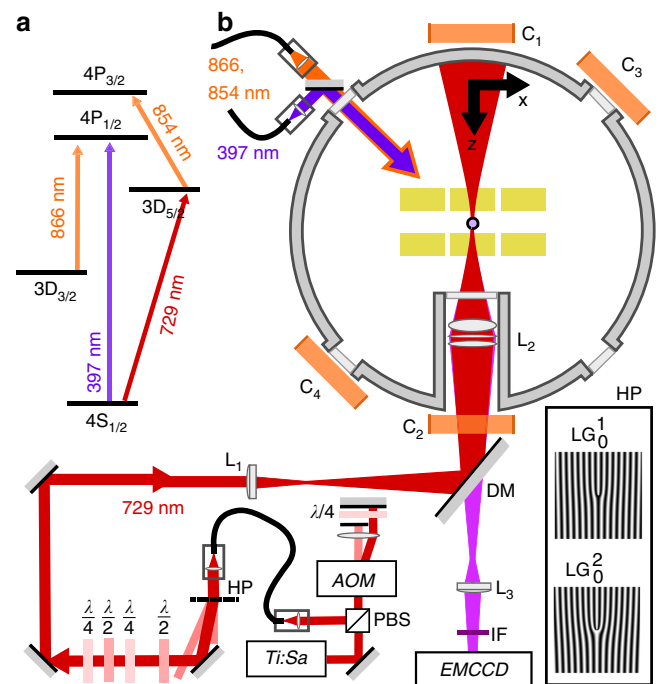 a
4P3/2
4P1/2
854 nm
866 nm
3D5/2
3D3/2
397 nm
729 nm
4S1/2
b
866,
854 nm
397 nm
C1
C3
x
z
L2
C4
C2
DM
L1
729 nm
λ/4
HP
AOM
PBS
Ti:Sa
λ/4
λ/2
λ/4
λ/2
L3
IF
EMCCD
HP
LG¹₀
LG²₀